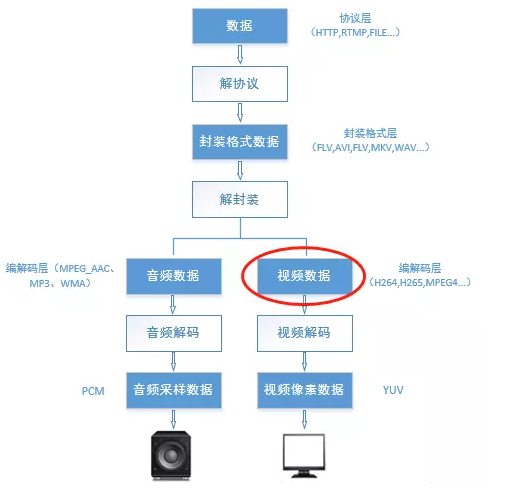 数据
协议层
（HTTP,RTMP,FILE...）
解协议
封装格式数据
封装格式层
（FLV,AVI,FLV,MKV,WAV...）
解封装
编解码层（MPEG_AAC、
MP3、WMA）
音频数据
视频数据
编解码层
（H264,H265,MPEG4...）
音频解码
视频解码
PCM
音频采样数据
视频像素数据
YUV